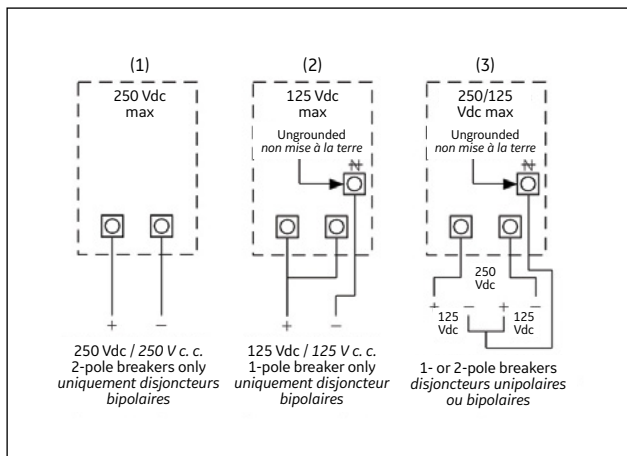 (1)
250 Vdc
max
+
−
250 Vdc / 250 V c. c.
2-pole breakers only
uniquement disjoncteurs
bipolaires
(2)
125 Vdc
max
Ungrounded
non mise à la terre
N
+
−
125 Vdc / 125 V c. c.
1-pole breaker only
uniquement disjoncteur
bipolaires
(3)
250/125
Vdc max
Ungrounded
non mise à la terre
N
250
Vdc
+ − + −
125
Vdc
125
Vdc
1- or 2-pole breakers
disjoncteurs unipolaires
ou bipolaires